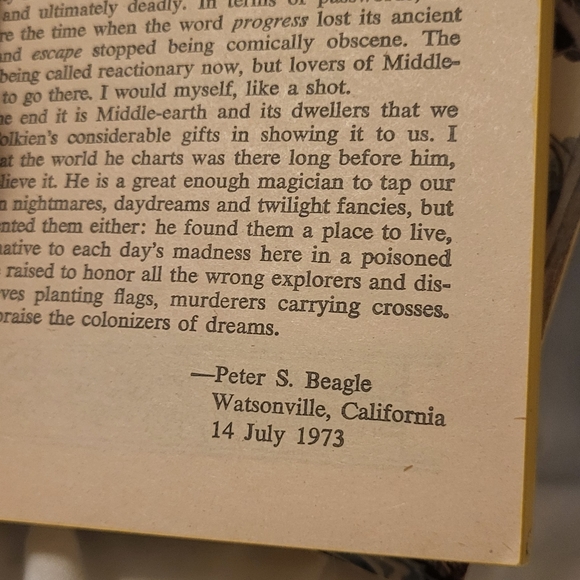 and ultimately deadly. In terms of
the time when the word progress lost its ancient
and escape stopped being comically obscene. The
being called reactionary now, but lovers of Middle-
to go there. I would myself, like a shot.
end it is Middle-earth and its dwellers that we
olkien's considerable gifts in showing it to us. I
at the world he charts was there long before him,
lieve it. He is a great enough magician to tap our
nightmares, daydreams and twilight fancies, but
nted them either: he found them a place to live,
ative to each day's madness here in a poisoned
raised to honor all the wrong explorers and dis-
ves planting flags, murderers carrying crosses.
praise the colonizers of dreams.
—Peter S. Beagle
Watsonville, California
14 July 1973